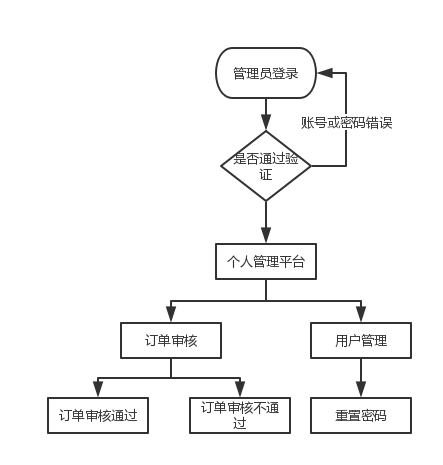 管理员登录
账号或密码错误
是否通过验
证
个人管理平台
订单审核
用户管理
订单审核通过
订单审核不通
过
重置密码